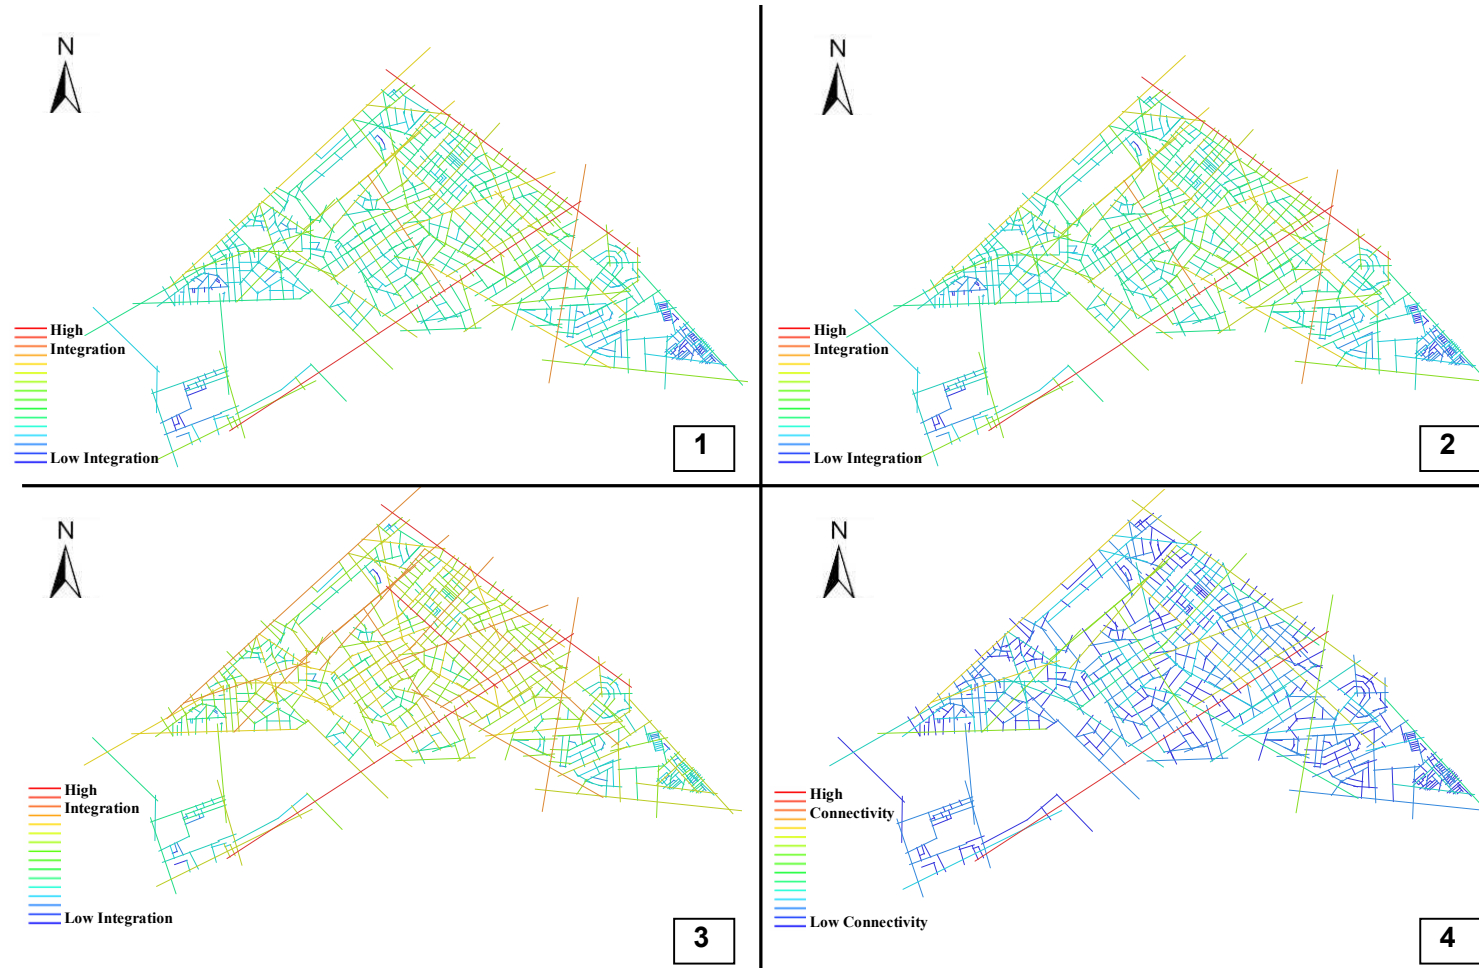 N
High
Integration
Low Integration
1
N
High
Integration
Low Integration
2
N
High
Integration
Low Integration
3
N
High
Connectivity
Low Connectivity
4